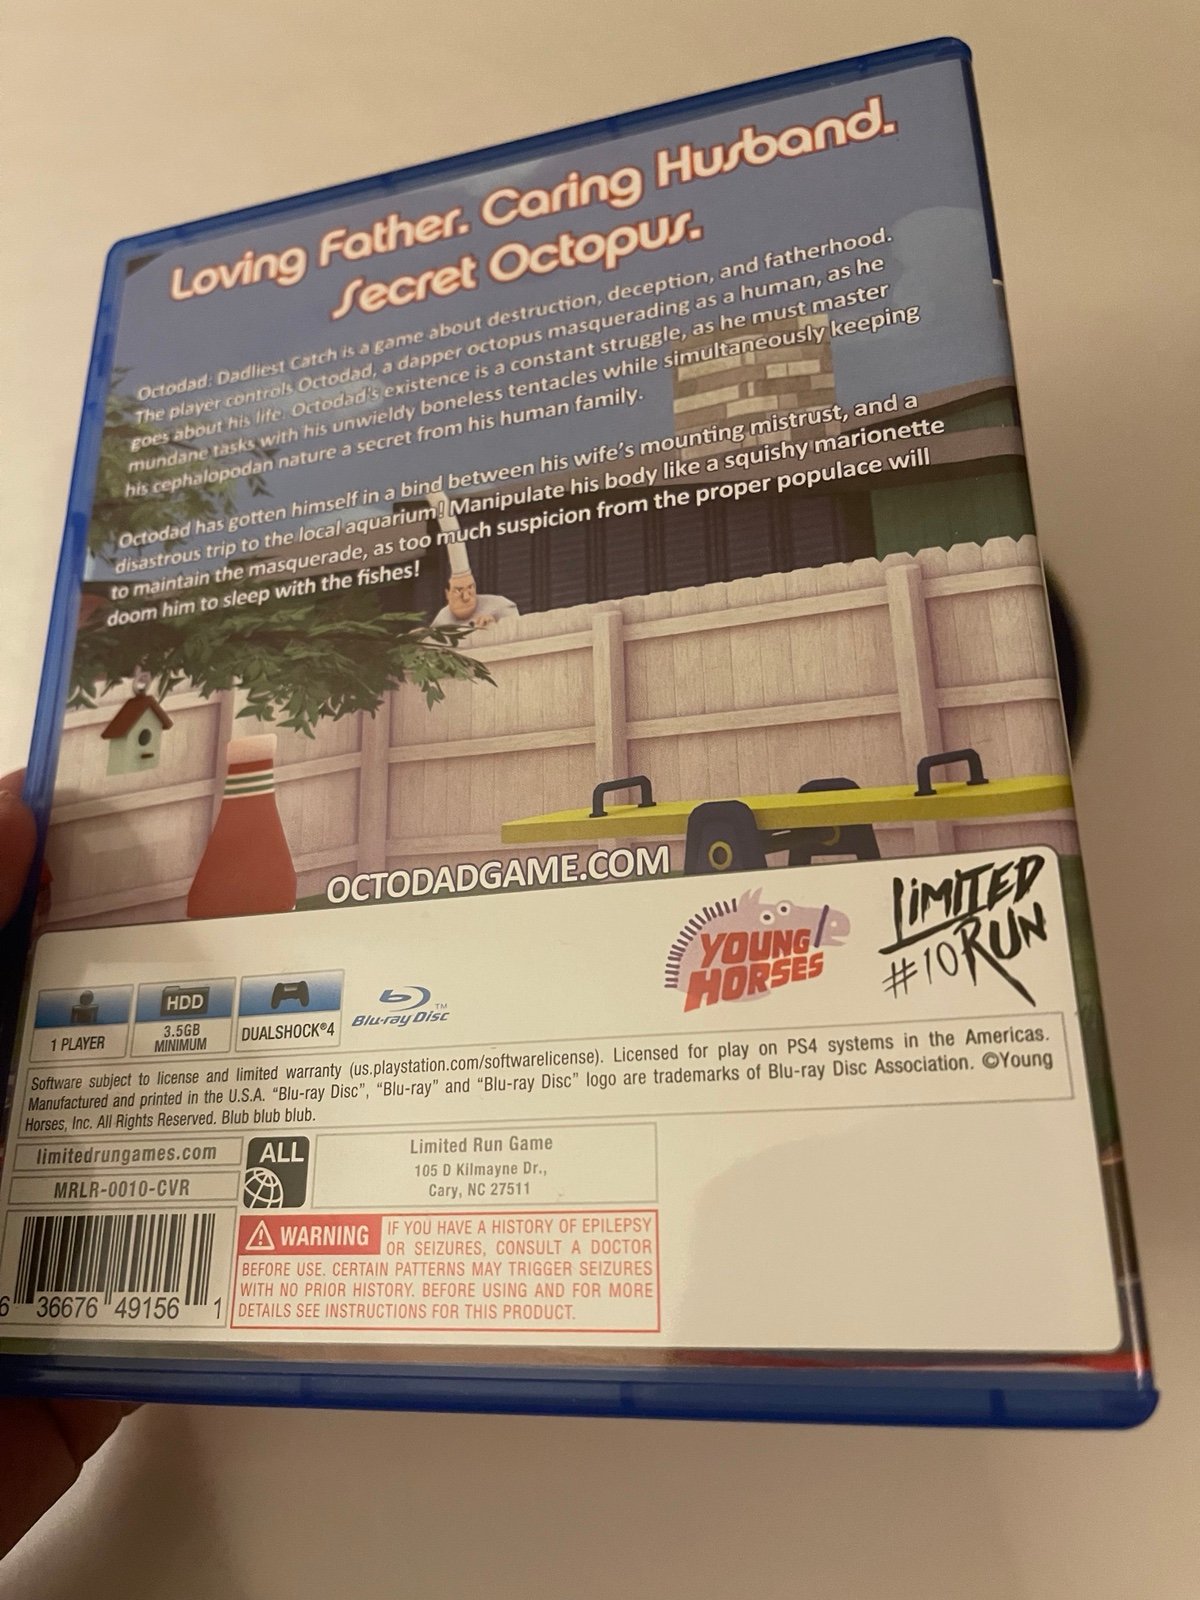 Loving Father. Caring Husband.
Secret Octopus.
Octodad: Dadliest Catch is a game about destruction, deception, and fatherhood.
The player controls Octodad, a dapper octopus masquerading as a human, as he
goes about his life. Octodad's existence is a constant struggle, as he must master
mundane tasks with his unwieldy boneless tentacles while simultaneously keeping
his cephalopodan nature a secret from his human family.
Octodad has gotten himself in a bind between his wife's mounting mistrust, and a
disastrous trip to the local aquarium! Manipulate his body like a squishy marionette
to maintain the masquerade, as too much suspicion from the proper populace will
doom him to sleep with the fishes!
OCTODADGAME.COM
YOUNG
HORSES
LIMITED
#10 RUN
1 PLAYER
HDD
3.5GB
MINIMUM
DUALSHOCK®4
Blu-ray Disc™
Software subject to license and limited warranty (us.playstation.com/softwarelicense). Licensed for play on PS4 systems in the Americas.
Manufactured and printed in the U.S.A. “Blu-ray Disc”, “Blu-ray” and “Blu-ray Disc” logo are trademarks of Blu-ray Disc Association. ©Young
Horses, Inc. All Rights Reserved. Blub blub blub.
limitedrungames.com
MRLR-0010-CVR
ALL
Limited Run Game
105 D Kilmayne Dr.,
Cary, NC 27511
WARNING IF YOU HAVE A HISTORY OF EPILEPSY
OR SEIZURES, CONSULT A DOCTOR
BEFORE USE. CERTAIN PATTERNS MAY TRIGGER SEIZURES
WITH NO PRIOR HISTORY. BEFORE USING AND FOR MORE
DETAILS SEE INSTRUCTIONS FOR THIS PRODUCT.
6 36676 49156 1